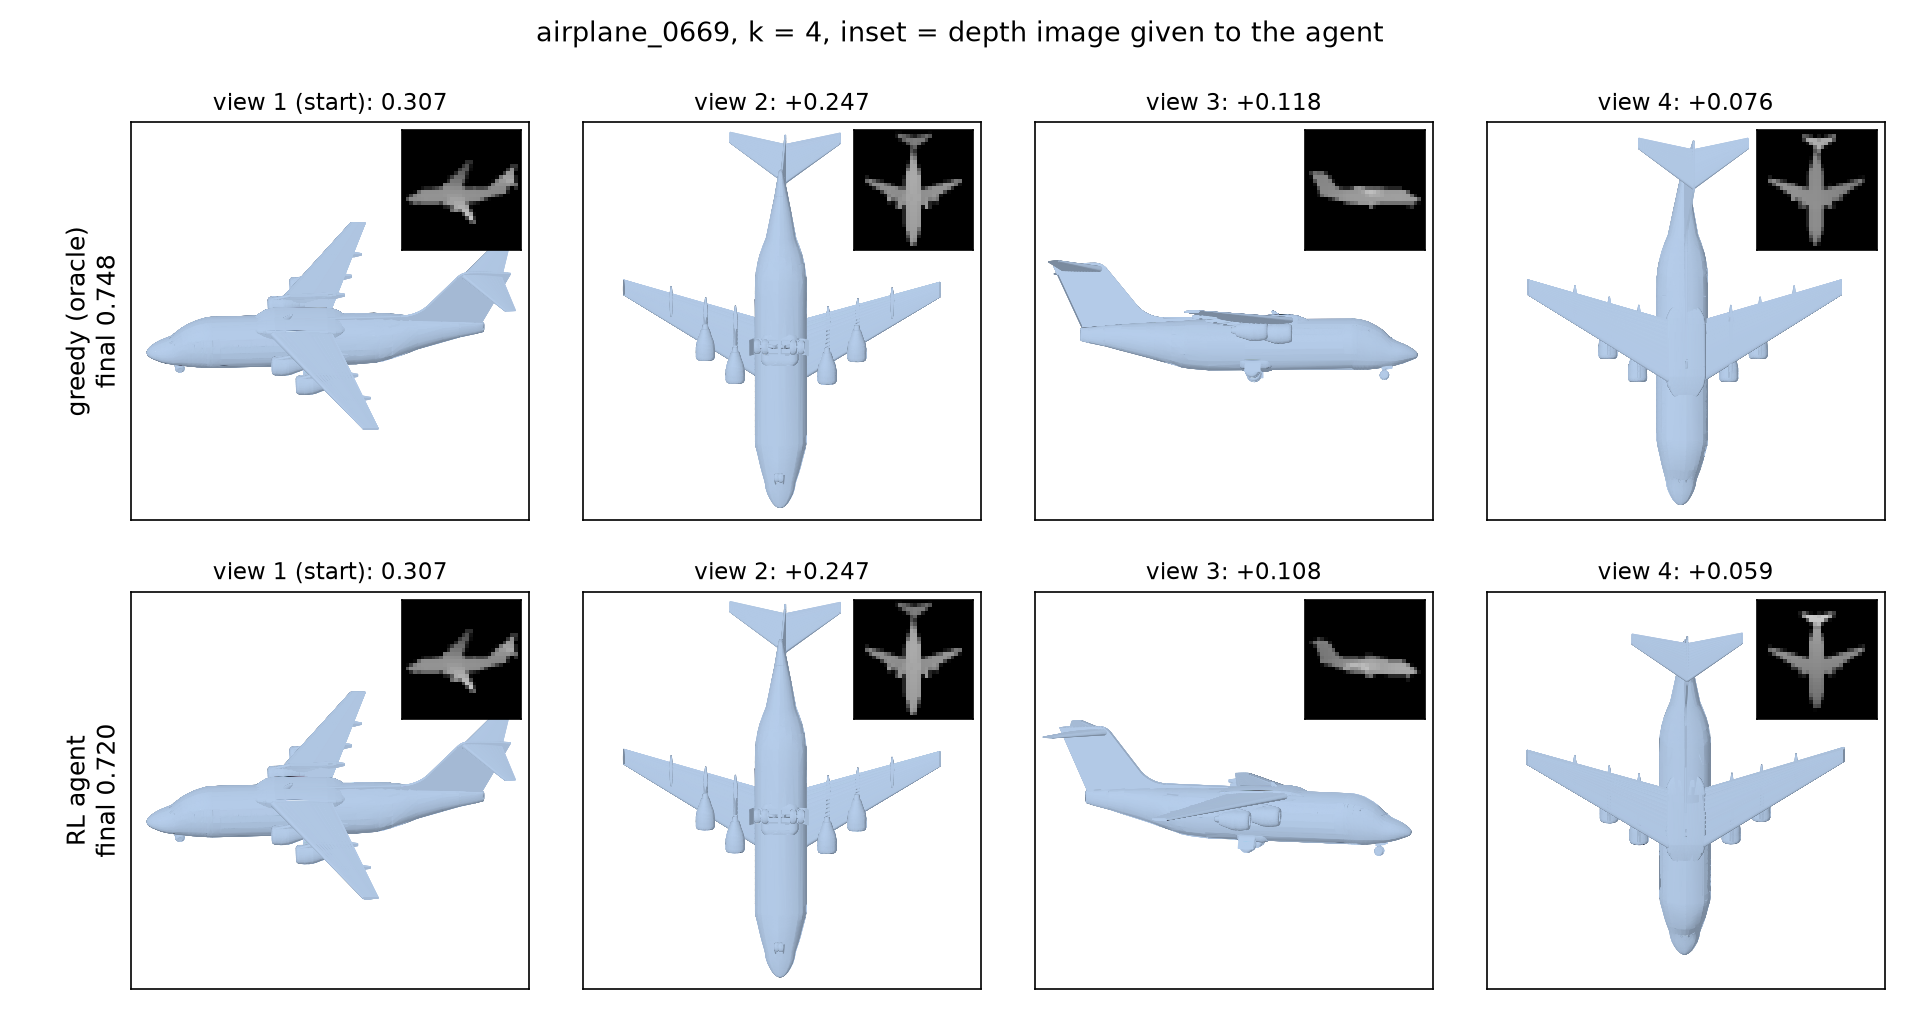 airplane_0669, k = 4, inset = depth image given to the agent
view 1 (start): 0.307
view 2: +0.247
view 3: +0.118
view 4: +0.076
greedy (oracle)
final 0.748
view 1 (start): 0.307
view 2: +0.247
view 3: +0.108
view 4: +0.059
RL agent
final 0.720